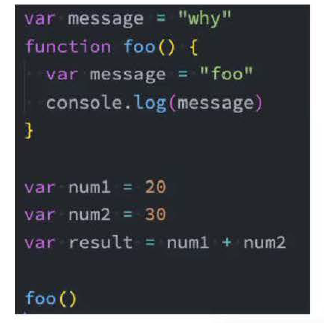 var message = "why"
function foo() {
  var message = "foo"
  console.log(message)
}

var num1 = 20
var num2 = 30
var result = num1 + num2

foo()